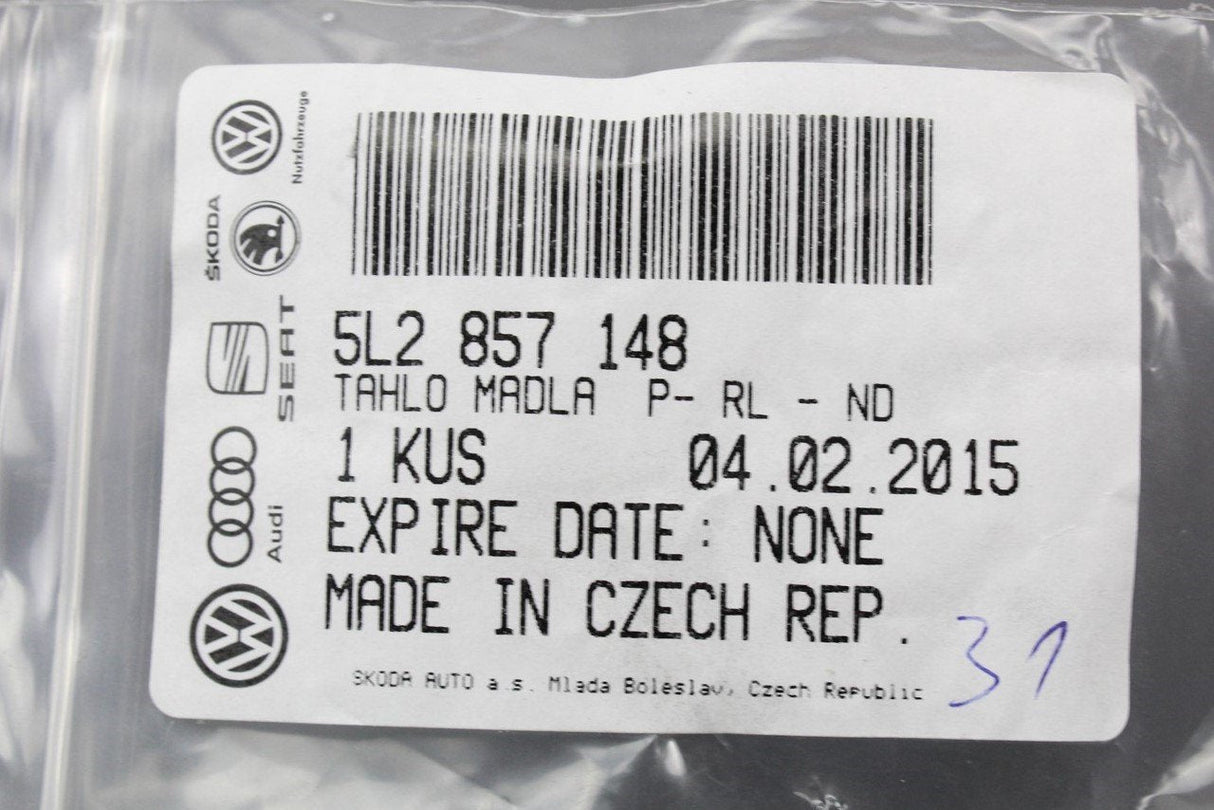 Nutzfahrzeuge
ŠKODA
SEAT
Audi
5L2 857 148
TAHLO MADLA P- RL - ND
1 KUS 04.02.2015
EXPIRE DATE: NONE
MADE IN CZECH REP.
SKODA AUTO a.s. Mlada Boleslav, Czech Republic
31